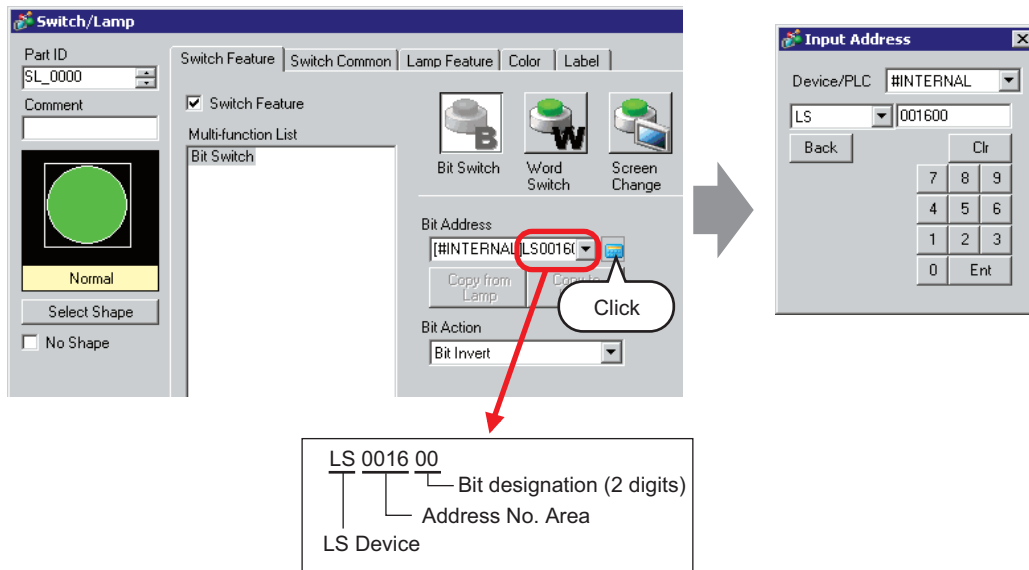 Switch/Lamp
Part ID
SL_0000
Comment
Normal
Select Shape
No Shape
Switch Feature
Switch Common
Lamp Feature
Color
Label
Switch Feature
Multi-function List
Bit Switch
B
Bit Switch
W
Word
Switch
Screen
Change
Bit Address
[#INTERNAL]LS00160
Copy from
Lamp
Copy to
Click
Bit Action
Bit Invert
Input Address
Device/PLC
#INTERNAL
LS
001600
Back
Clr
7 8 9
4 5 6
1 2 3
0 Ent
LS 0016 00
Bit designation (2 digits)
Address No. Area
LS Device